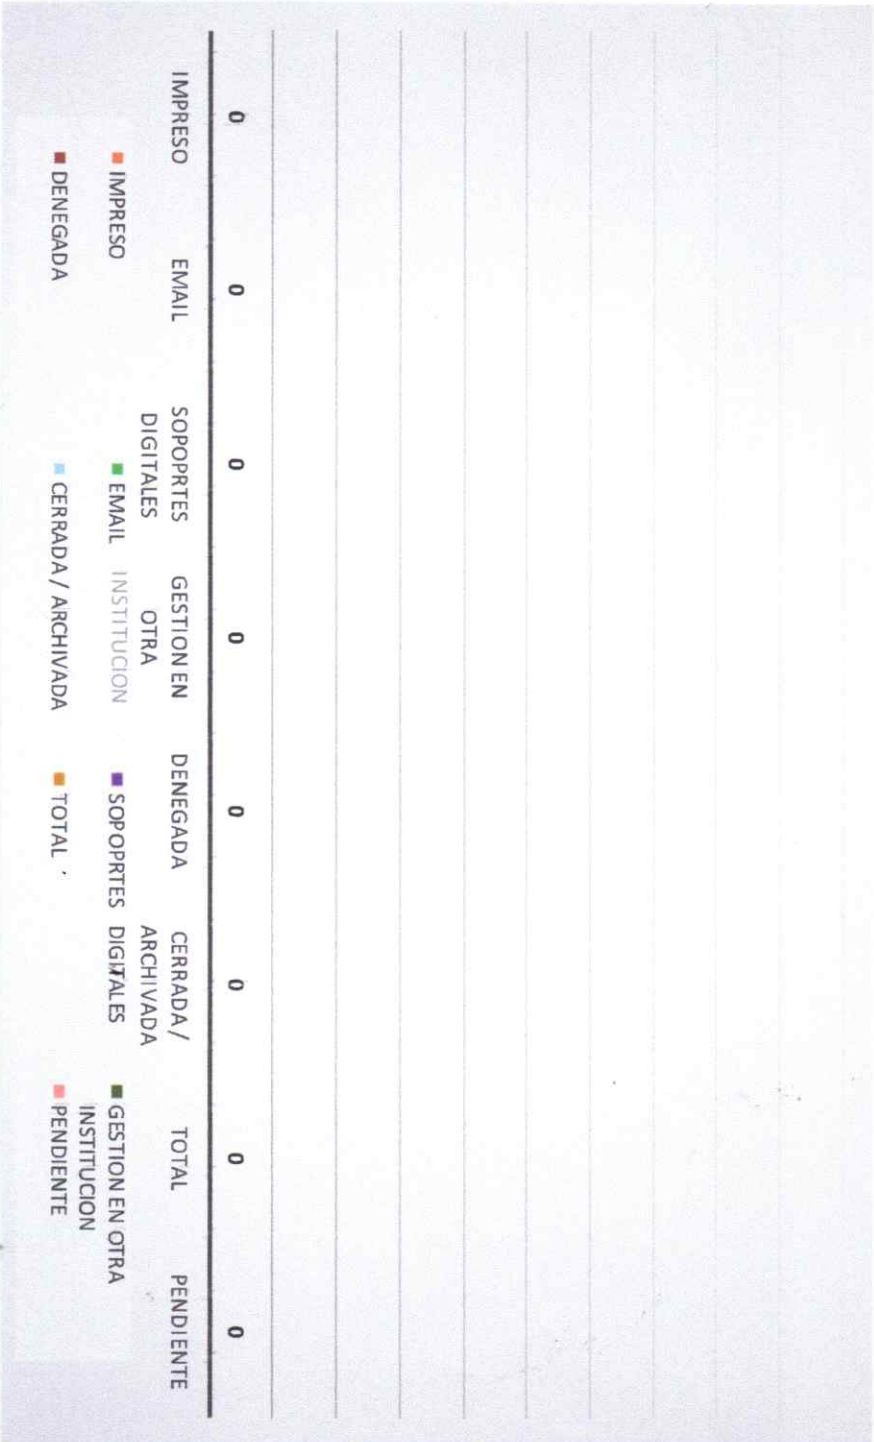 0 0 0 0 0 0 0 0
IMPRESO EMAIL SOPOPRTES GESTION EN DENEGADA CERRADA / TOTAL PENDIENTE
DIGITALES OTRA ARCHIVADA
INSTITUCION
IMPRESO EMAIL SOPOPRTES DIGITALES GESTION EN OTRA
INSTITUCION
DENEGADA CERRADA / ARCHIVADA TOTAL PENDIENTE